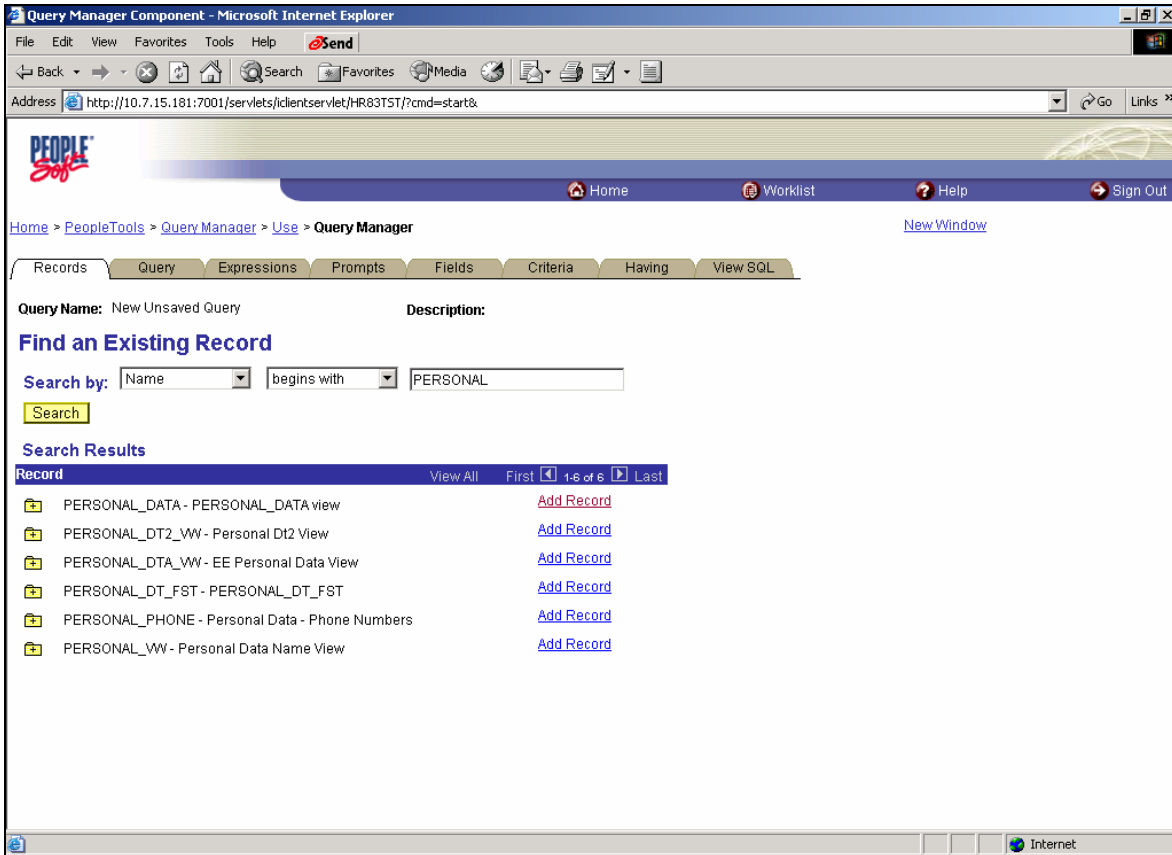 Query Manager Component - Microsoft Internet Explorer
File Edit View Favorites Tools Help eSend
Back Search Favorites Media
Address http://10.7.15.181:7001/servlets/iclientservlet/HR83TST/?cmd=start& Go Links »
PEOPLE Soft
Home Worklist Help Sign Out
Home > PeopleTools > Query Manager > Use > Query Manager New Window
Records Query Expressions Prompts Fields Criteria Having View SQL
Query Name: New Unsaved Query Description:
Find an Existing Record
Search by: Name begins with PERSONAL
Search
Search Results
Record View All First 1-6 of 6 Last
PERSONAL_DATA - PERSONAL_DATA view Add Record
PERSONAL_DT2_VW - Personal Dt2 View Add Record
PERSONAL_DTA_VW - EE Personal Data View Add Record
PERSONAL_DT_FST - PERSONAL_DT_FST Add Record
PERSONAL_PHONE - Personal Data - Phone Numbers Add Record
PERSONAL_VW - Personal Data Name View Add Record
Internet